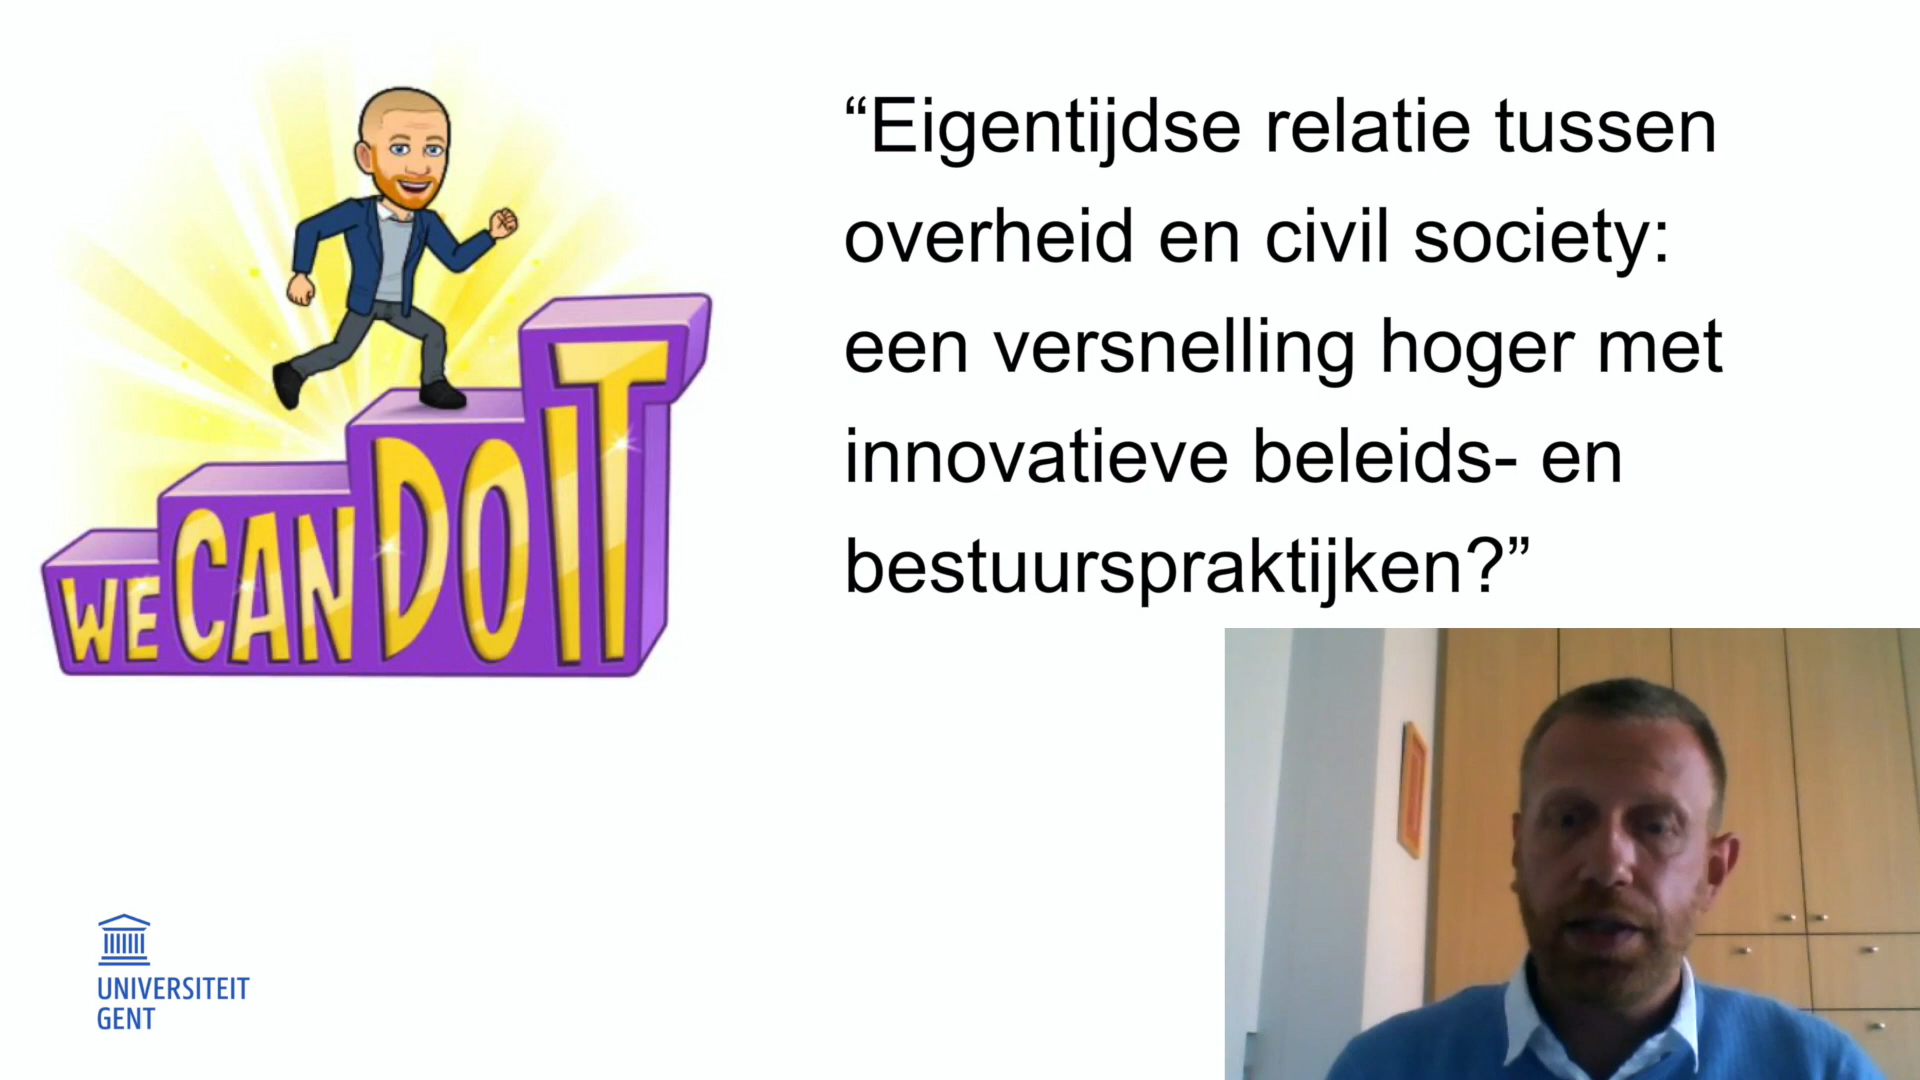 WE CAN DO IT
“Eigentijdse relatie tussen
overheid en civil society:
een versnelling hoger met
innovatieve beleids- en
bestuurspraktijken?”
UNIVERSITEIT
GENT